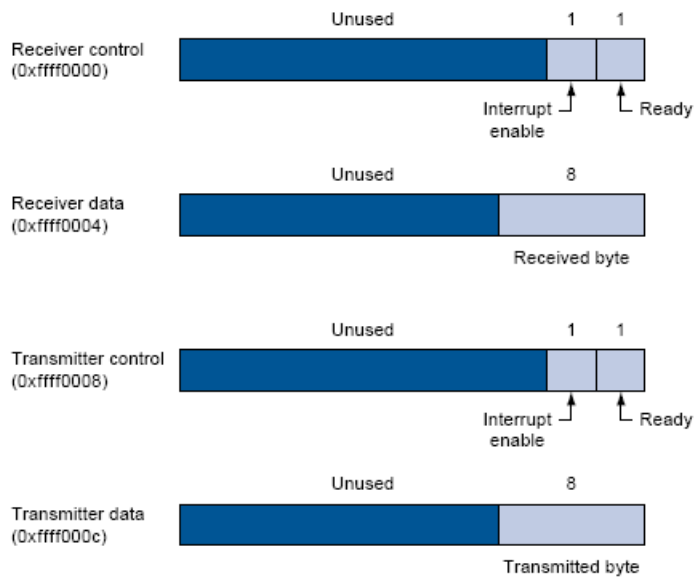 Unused 1 1
Receiver control
(0xffff0000)
Interrupt
enable
Ready
Unused 8
Receiver data
(0xffff0004)
Received byte
Unused 1 1
Transmitter control
(0xffff0008)
Interrupt
enable
Ready
Unused 8
Transmitter data
(0xffff000c)
Transmitted byte